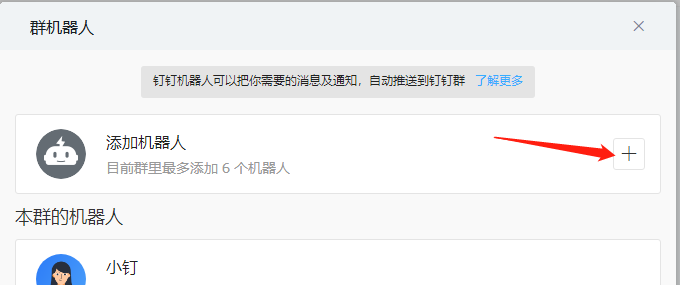 群机器人
钉钉机器人可以把你需要的消息及通知，自动推送到钉钉群 了解更多
添加机器人
目前群里最多添加 6 个机器人
本群的机器人
小钉